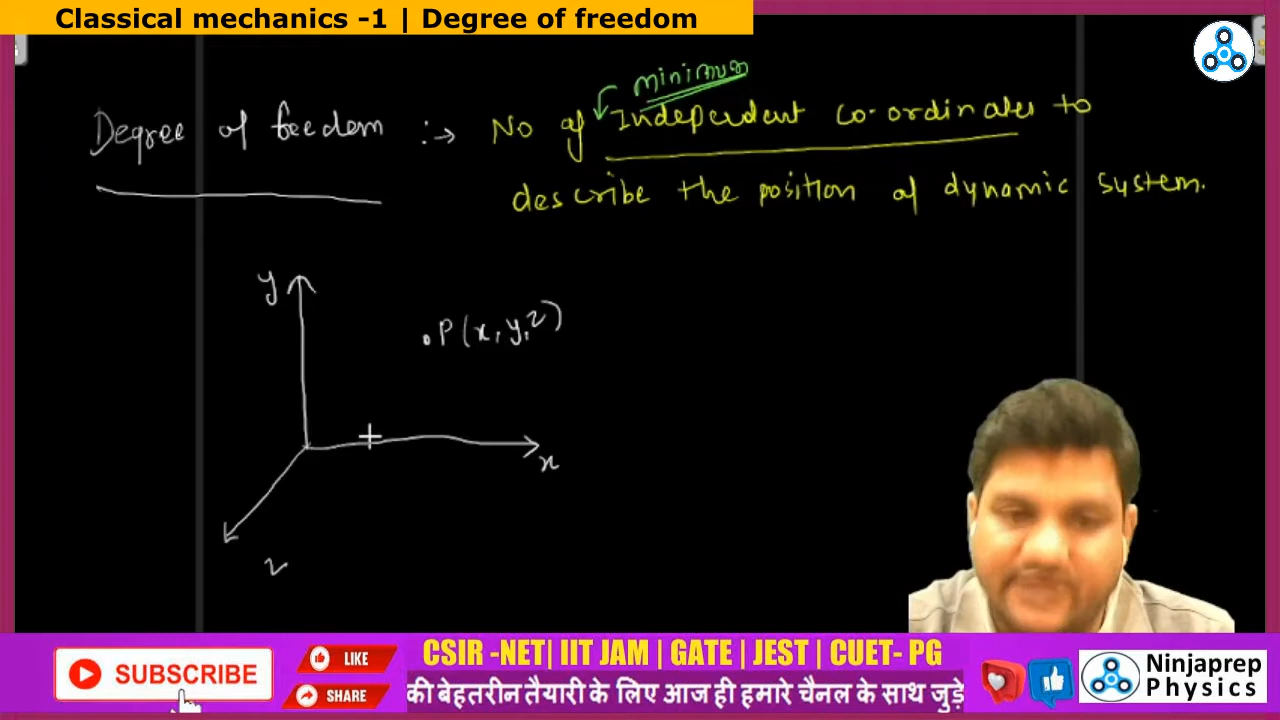 Classical mechanics -1 | Degree of freedom
minimum
Degree of feedom :→ No of Independent co-ordinates to
describe the position of dynamic system.
y
.P(x, y, z)
x
z
SUBSCRIBE
LIKE
SHARE
CSIR -NET| IIT JAM | GATE | JEST | CUET- PG
की बेहतरीन तैयारी के लिए आज ही हमारे चैनल के साथ जुड़े
Ninjaprep
Physics